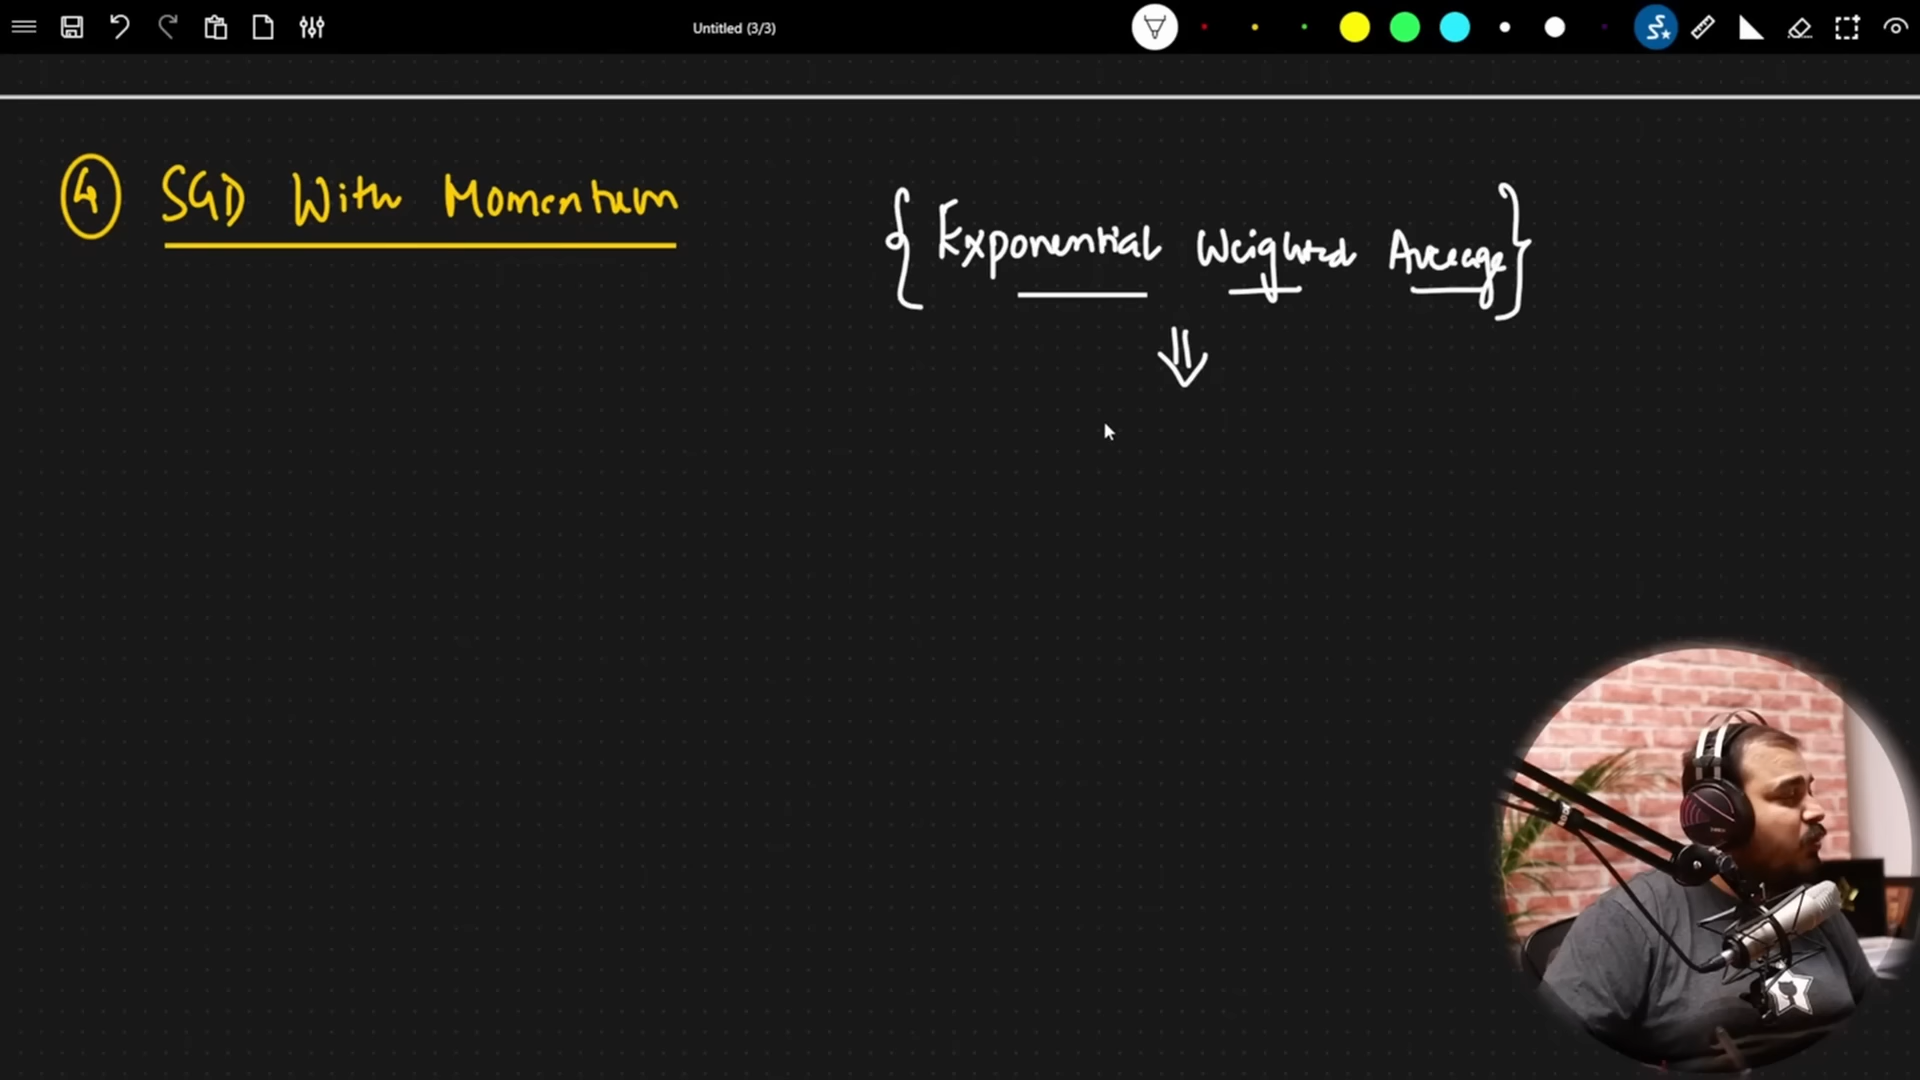 Untitled (3/3)
4 SGD With Momentum
{ Exponential Weighted Average }